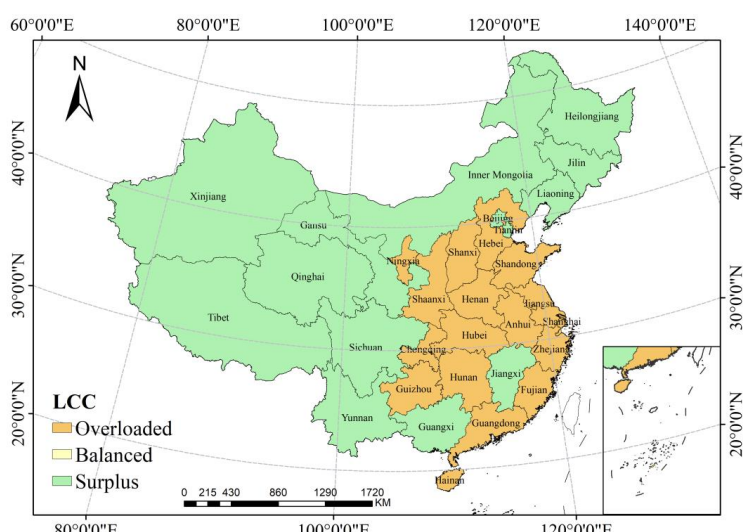 60°0'0"E 80°0'0"E 100°0'0"E 120°0'0"E 140°0'0"E
N
40°0'0"N
30°0'0"N
20°0'0"N
40°0'0"N
30°0'0"N
20°0'0"N
Heilongjiang
Jilin
Inner Mongolia
Liaoning
Xinjiang
Gansu
Beijing
Tianjin
Hebei
Ningxia
Shanxi
Shandong
Qinghai
Shaanxi
Henan
Jiangsu
Tibet
Anhui
Shanghai
Hubei
Sichuan
Chongqing
Zhejiang
Jiangxi
Hunan
Guizhou
Fujian
Yunnan
Guangxi
Guangdong
Hainan
LCC
Overloaded
Balanced
Surplus
0 215 430 860 1290 1720
KM
80°0'0"E 100°0'0"E 120°0'0"E